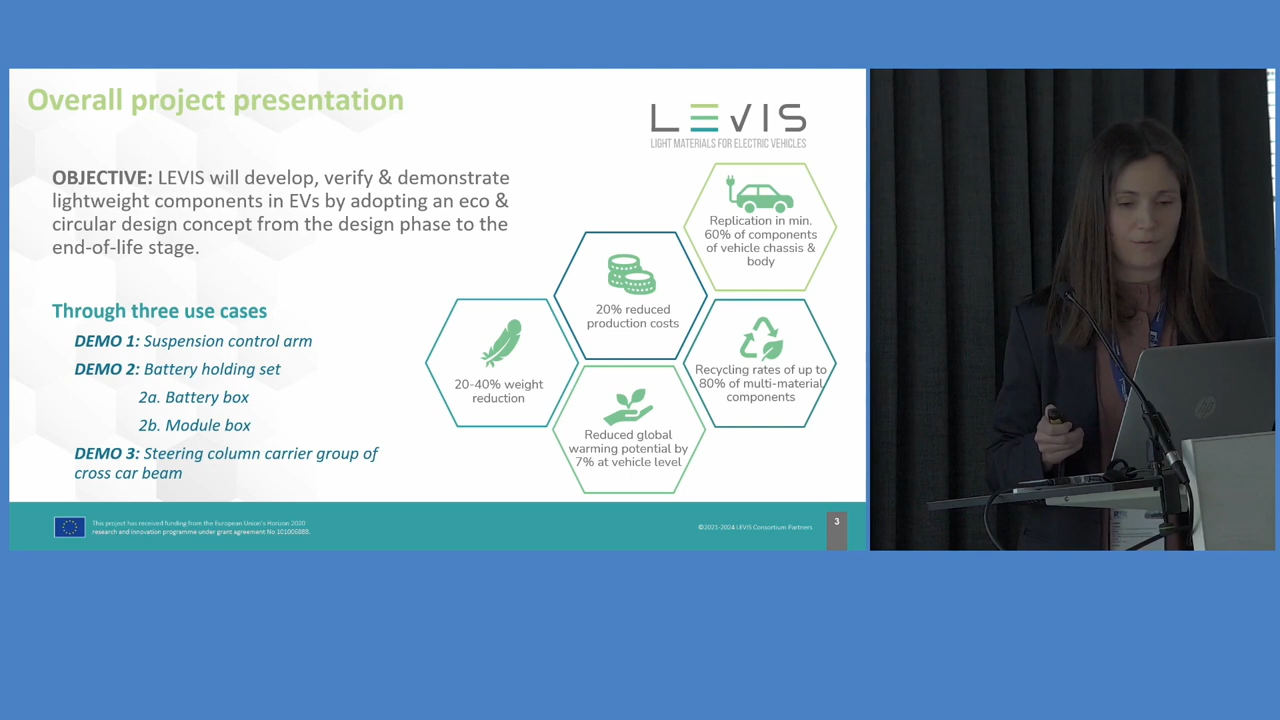 Overall project presentation
LEVIS
LIGHT MATERIALS FOR ELECTRIC VEHICLES
OBJECTIVE: LEVIS will develop, verify & demonstrate
lightweight components in EVs by adopting an eco &
circular design concept from the design phase to the
end-of-life stage.
Through three use cases
DEMO 1: Suspension control arm
DEMO 2: Battery holding set
2a. Battery box
2b. Module box
DEMO 3: Steering column carrier group of
cross car beam
20-40% weight
reduction
20% reduced
production costs
Reduced global
warming potential by
7% at vehicle level
Replication in min.
60% of components
of vehicle chassis &
body
Recycling rates of up to
80% of multi-material
components
This project has received funding from the European Union's Horizon 2020
research and innovation programme under grant agreement No 101006888.
©2021-2024 LEVIS Consortium Partners
3
hp